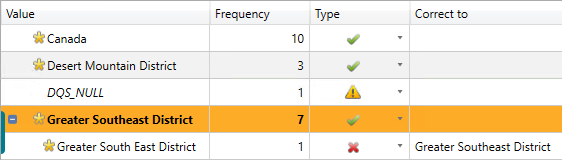 Value Frequency Type Correct to
Canada 10
Desert Mountain District 3
DQS_NULL 1
Greater Southeast District 7
Greater South East District 1 Greater Southeast District